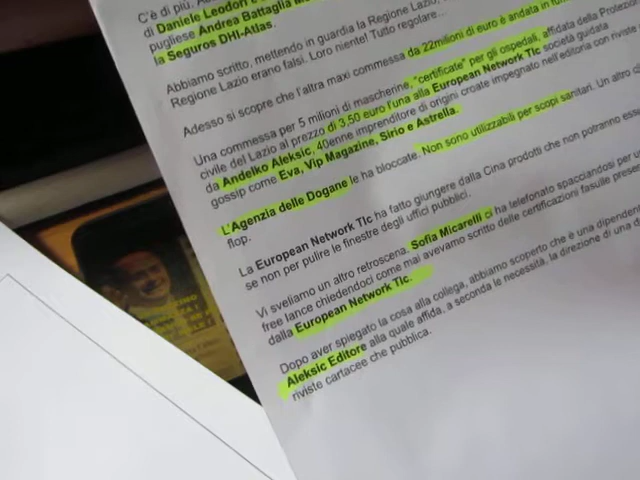 C'è di più,
di Daniele Leodori e
pugliese Andrea Battaglia M
la Seguros DHI-Atlas.
Abbiamo scritto, mettendo in guardia la Regione Lazio,
Regione Lazio erano falsi. Loro niente! Tutto regolare...
Adesso si scopre che l'altra maxi commessa da 22milioni di euro è andata in fu
Una commessa per 5 milioni di mascherine, "certificate" per gli ospedali, affidata della Protezio
civile del Lazio al prezzo di 3,50 euro l'una alla European Network Tlc società guidata
da Andelko Aleksic, 40enne imprenditore di origini croate impegnato nell'editoria con riviste
gossip come Eva, Vip Magazine, Sirio e Astrella.
L'Agenzia delle Dogane le ha bloccate. Non sono utilizzabili per scopi sanitari. Un altro cl
flop.
La European Network Tlc ha fatto giungere dalla Cina prodotti che non potranno esse
se non per pulire le finestre degli uffici pubblici.
Vi sveliamo un altro retroscena. Sofia Micarelli ci ha telefonato spacciandosi per u
free lance chiedendoci come mai avevamo scritto delle certificazioni fasulle presen
dalla European Network Tlc.
Dopo aver spiegato la cosa alla collega, abbiamo scoperto che è una dipenden
Aleksic Editore alla quale affida, a seconda le necessità, la direzione di una d
riviste cartacee che pubblica.